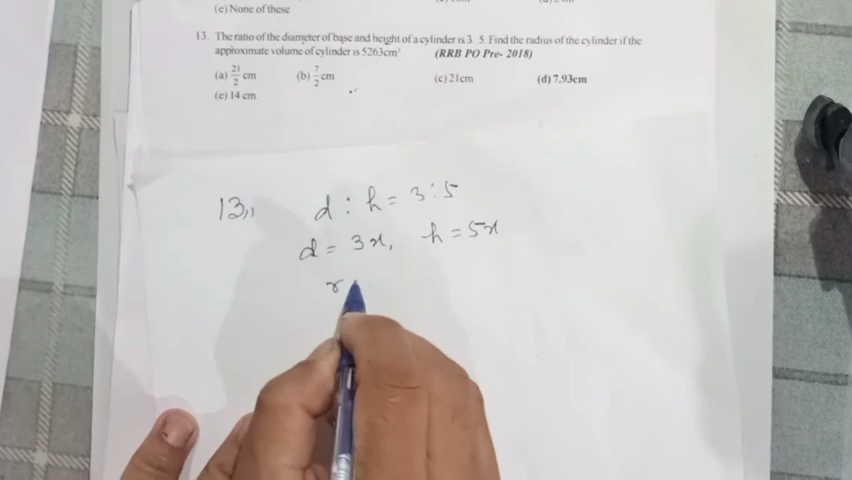 (e) None of these
13. The ratio of the diameter of base and height of a cylinder is 3 5. Find the radius of the cylinder if the
approximate volume of cylinder is 5263cm³ (RRB PO Pre- 2018)
(a) 21/2 cm (b) 7/2 cm (c) 21cm (d) 7.93cm
(e) 14 cm
13,, d : h = 3 : 5
d = 3x, h = 5x
r